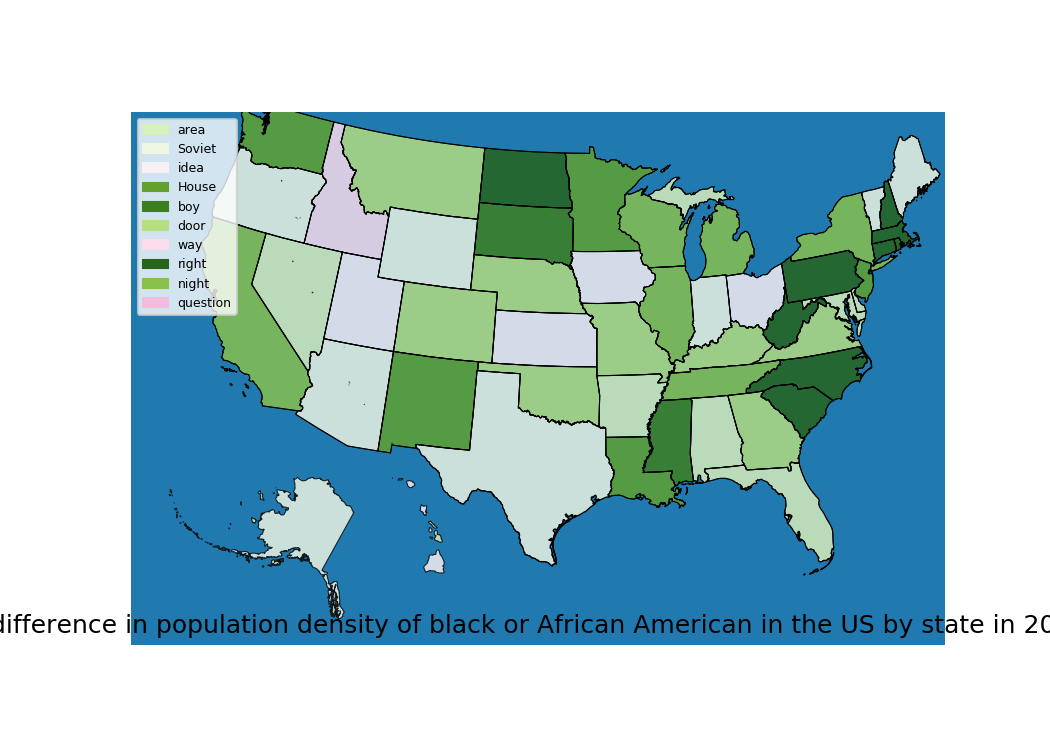 area
Soviet
idea
House
boy
door
way
right
night
question
difference in population density of black or African American in the US by state in 20